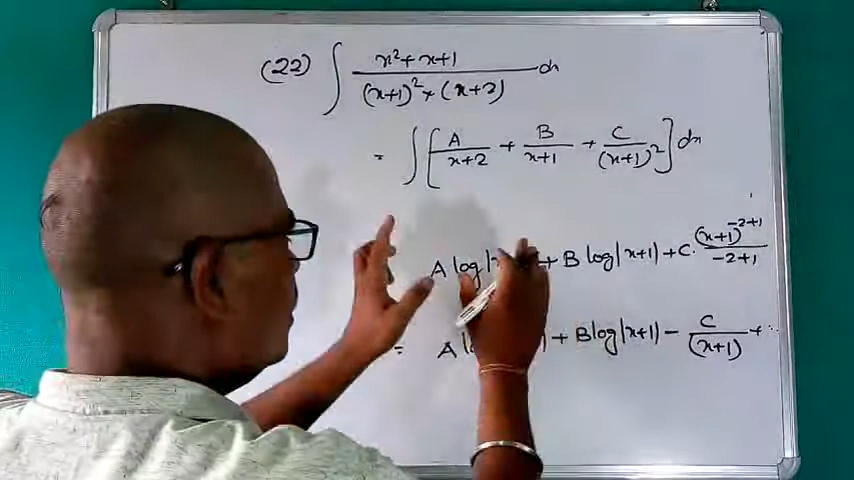 (22) ∫ x²+x+1 / (x+1)² × (x+2) dx
= ∫ [ A / x+2 + B / x+1 + C / (x+1)² ] dx
A log|x + B log|x+1| + C. (x+1)^-2+1 / -2+1
= A l | + B log|x+1| - C / (x+1) +